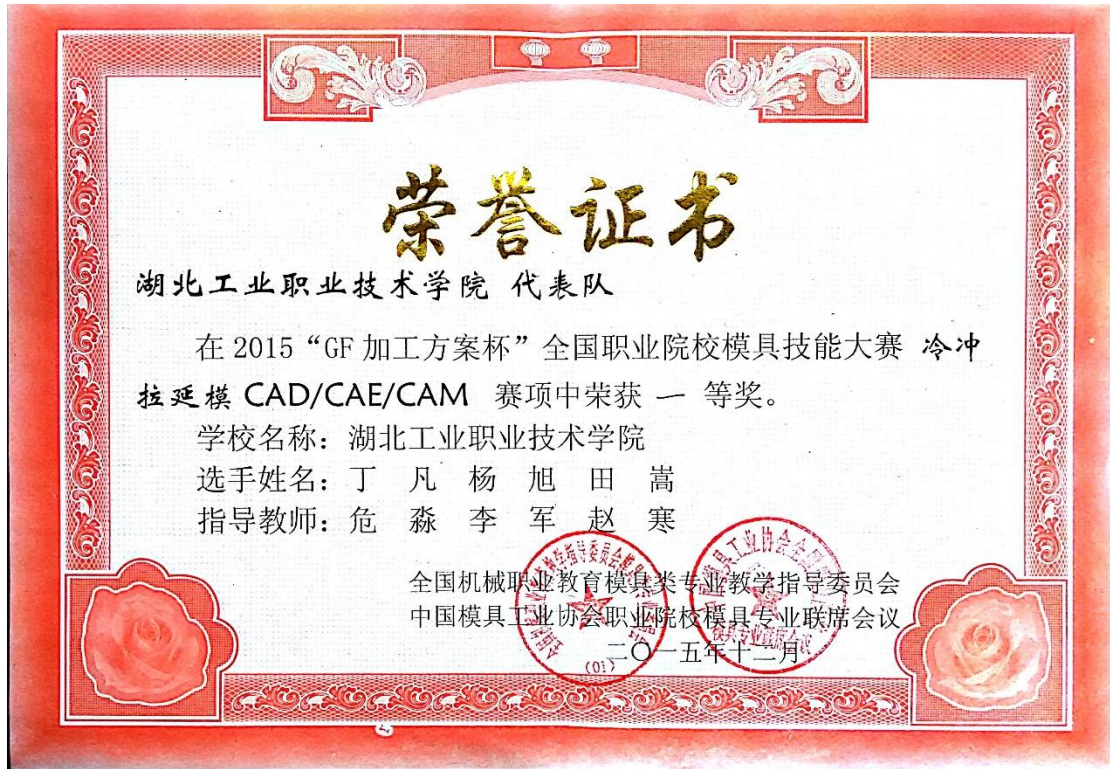 荣誉证书
湖北工业职业技术学院 代表队
在 2015 “GF 加工方案杯” 全国职业院校模具技能大赛 冷冲
拉延模 CAD/CAE/CAM 赛项中荣获 一 等奖。
学校名称：湖北工业职业技术学院
选手姓名：丁 凡 杨 旭 田 嵩
指导教师：危 淼 李 军 赵 寒
全国机械职业教育模具类专业教学指导委员会
中国模具工业协会职业院校模具专业联席会议
二〇一五年十二月